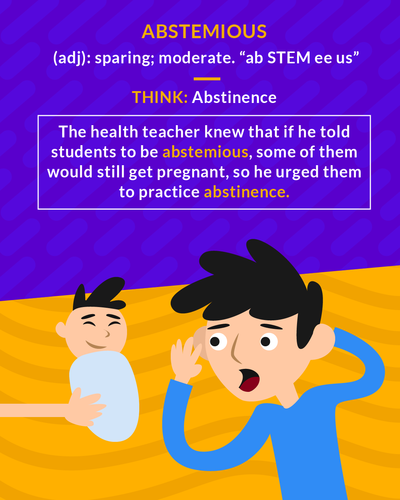 ABSTEMIOUS
(adj): sparing; moderate. “ab STEM ee us”
THINK: Abstinence
The health teacher knew that if he told
students to be abstemious, some of them
would still get pregnant, so he urged them
to practice abstinence.